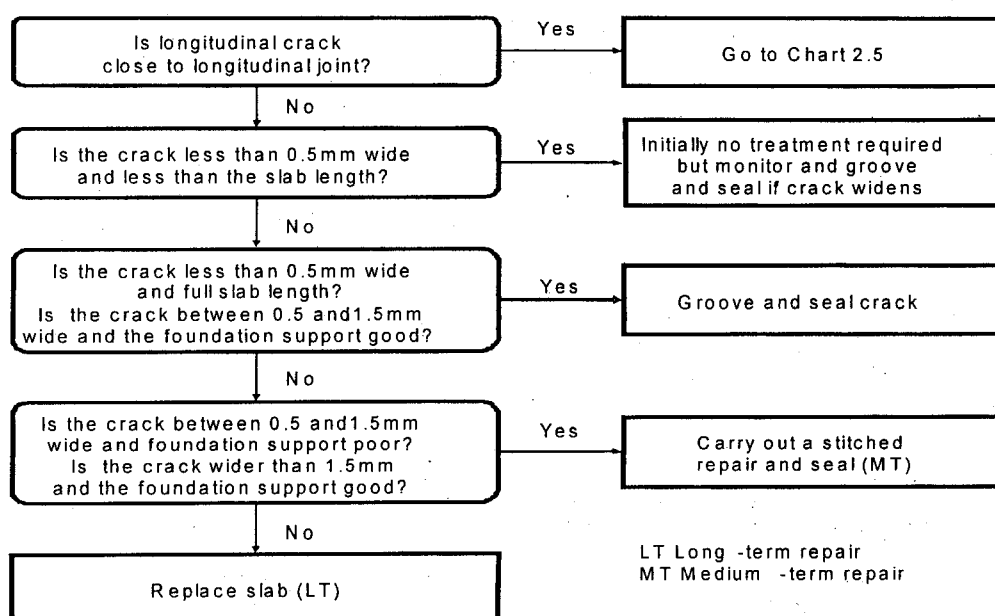 Is longitudinal crack
close to longitudinal joint?
Yes
Go to Chart 2.5
No
Is the crack less than 0.5mm wide
and less than the slab length?
Yes
Initially no treatment required
but monitor and groove
and seal if crack widens
No
Is the crack less than 0.5mm wide
and full slab length?
Is the crack between 0.5 and1.5mm
wide and the foundation support good?
Yes
Groove and seal crack
No
Is the crack between 0.5 and1.5mm
wide and foundation support poor?
Is the crack wider than 1.5mm
and the foundation support good?
Yes
Carry out a stitched
repair and seal (MT)
No
Replace slab (LT)
LT Long -term repair
MT Medium -term repair